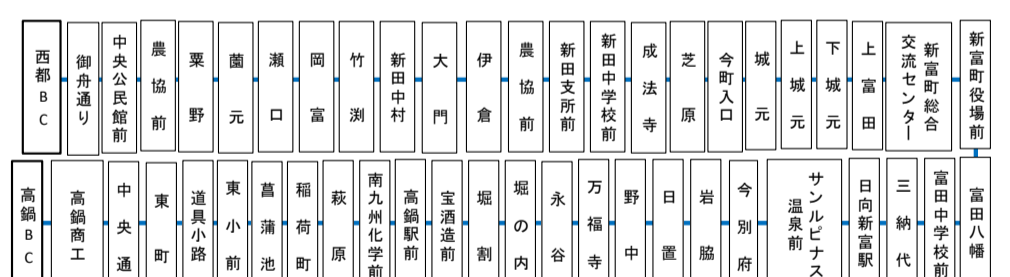 西都BC
御舟通り
中央公民館前
農協前
粟野
薗元
瀬口
岡富
竹渕
新田中村
大門
伊倉
農協前
新田支所前
新田中学校前
成法寺
芝原
今町入口
城元
上城元
下城元
上富田
新富町総合
交流センター
新富町役場前
高鍋BC
高鍋商工
中央通
東町
道具小路
東小前
菖蒲池
稲荷町
萩原
南九州化学前
高鍋駅前
宝酒造前
堀割
堀の内
永谷
万福寺
野中
日置
岩脇
今別府
サンルピナス
温泉前
日向新富駅
三納代
富田中学校前
富田八幡